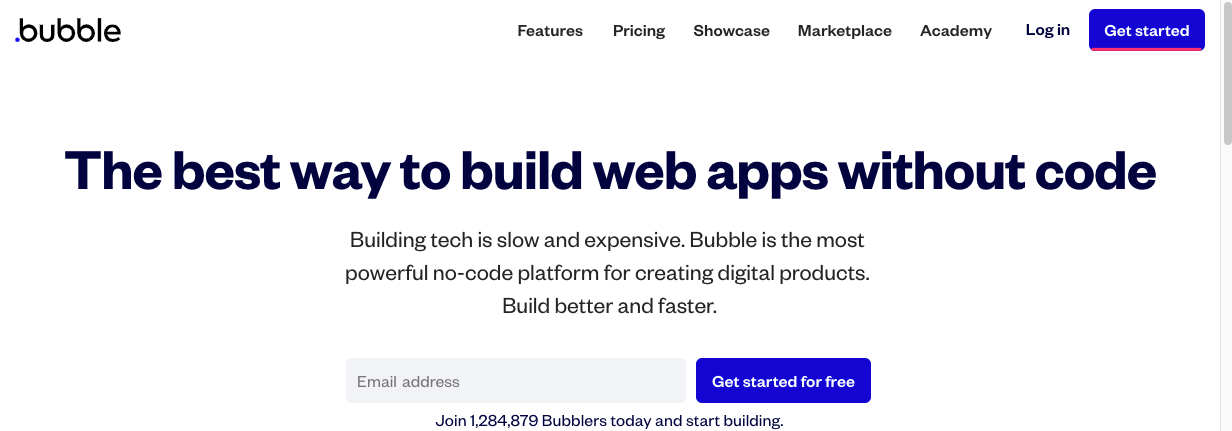 .bubble
Features Pricing Showcase Marketplace Academy Log in Get started
The best way to build web apps without code
Building tech is slow and expensive. Bubble is the most
powerful no-code platform for creating digital products.
Build better and faster.
Email address Get started for free
Join 1,284,879 Bubblers today and start building.